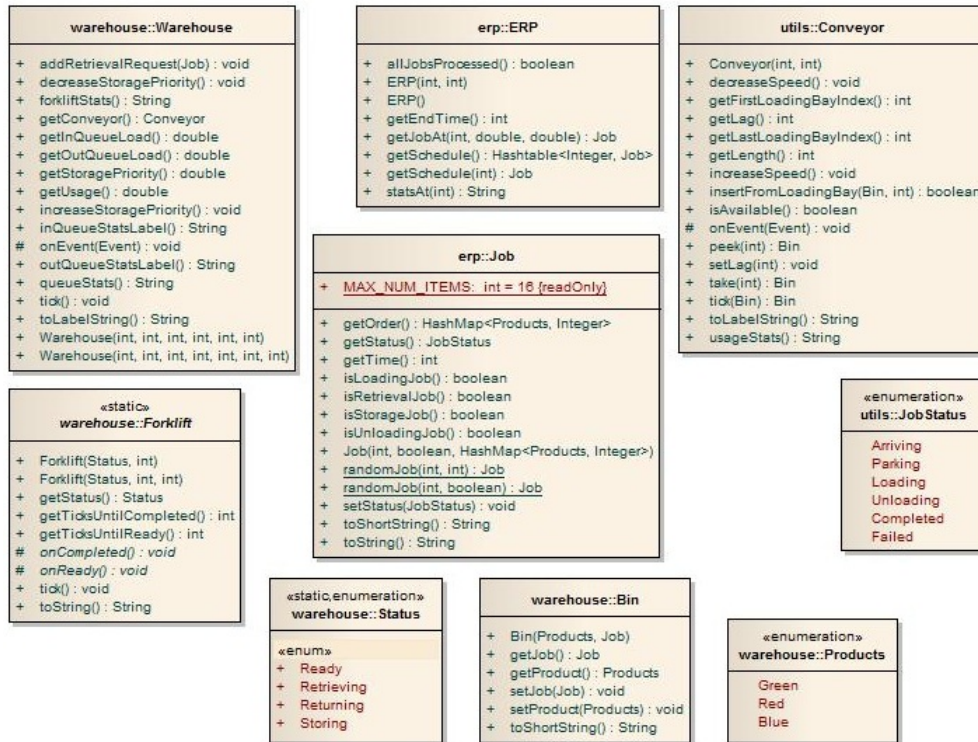 warehouse::Warehouse
+ addRetrievalRequest(Job) : void
+ decreaseStoragePriority() : void
+ forkliftStats() : String
+ getConveyor() : Conveyor
+ getInQueueLoad() : double
+ getOutQueueLoad() : double
+ getStoragePriority() : double
+ getUsage() : double
+ increaseStoragePriority() : void
+ inQueueStatsLabel() : String
# onEvent(Event) : void
+ outQueueStatsLabel() : String
+ queueStats() : String
+ tick() : void
+ toLabelString() : String
+ Warehouse(int, int, int, int, int, int)
+ Warehouse(int, int, int, int, int, int, int)
erp::ERP
+ allJobsProcessed() : boolean
+ ERP(int, int)
+ ERP()
+ getEndTime() : int
+ getJobAt(int, double, double) : Job
+ getSchedule() : Hashtable<Integer, Job>
+ getSchedule(int) : Job
+ statsAt(int) : String
utils::Conveyor
+ Conveyor(int, int)
+ decreaseSpeed() : void
+ getFirstLoadingBayIndex() : int
+ getLag() : int
+ getLastLoadingBayIndex() : int
+ getLength() : int
+ increaseSpeed() : void
+ insertFromLoadingBay(Bin, int) : boolean
+ isAvailable() : boolean
# onEvent(Event) : void
+ peek(int) : Bin
+ setLag(int) : void
+ take(int) : Bin
+ tick(Bin) : Bin
+ toLabelString() : String
+ usageStats() : String
erp::Job
+ MAX_NUM_ITEMS: int = 16 {readOnly}
+ getOrder() : HashMap<Products, Integer>
+ getStatus() : JobStatus
+ getTime() : int
+ isLoadingJob() : boolean
+ isRetrievalJob() : boolean
+ isStorageJob() : boolean
+ isUnloadingJob() : boolean
+ Job(int, boolean, HashMap<Products, Integer>)
+ randomJob(int, int) : Job
+ randomJob(int, boolean) : Job
+ setStatus(JobStatus) : void
+ toShortString() : String
+ toString() : String
«static»
warehouse::Forklift
+ Forklift(Status, int)
+ Forklift(Status, int, int)
+ getStatus() : Status
+ getTicksUntilCompleted() : int
+ getTicksUntilReady() : int
# onCompleted() : void
# onReady() : void
+ tick() : void
+ toString() : String
«enumeration»
utils::JobStatus
Arriving
Parking
Loading
Unloading
Completed
Failed
«static,enumeration»
warehouse::Status
«enum»
+ Ready
+ Retrieving
+ Returning
+ Storing
warehouse::Bin
+ Bin(Products, Job)
+ getJob() : Job
+ getProduct() : Products
+ setJob(Job) : void
+ setProduct(Products) : void
+ toShortString() : String
«enumeration»
warehouse::Products
Green
Red
Blue